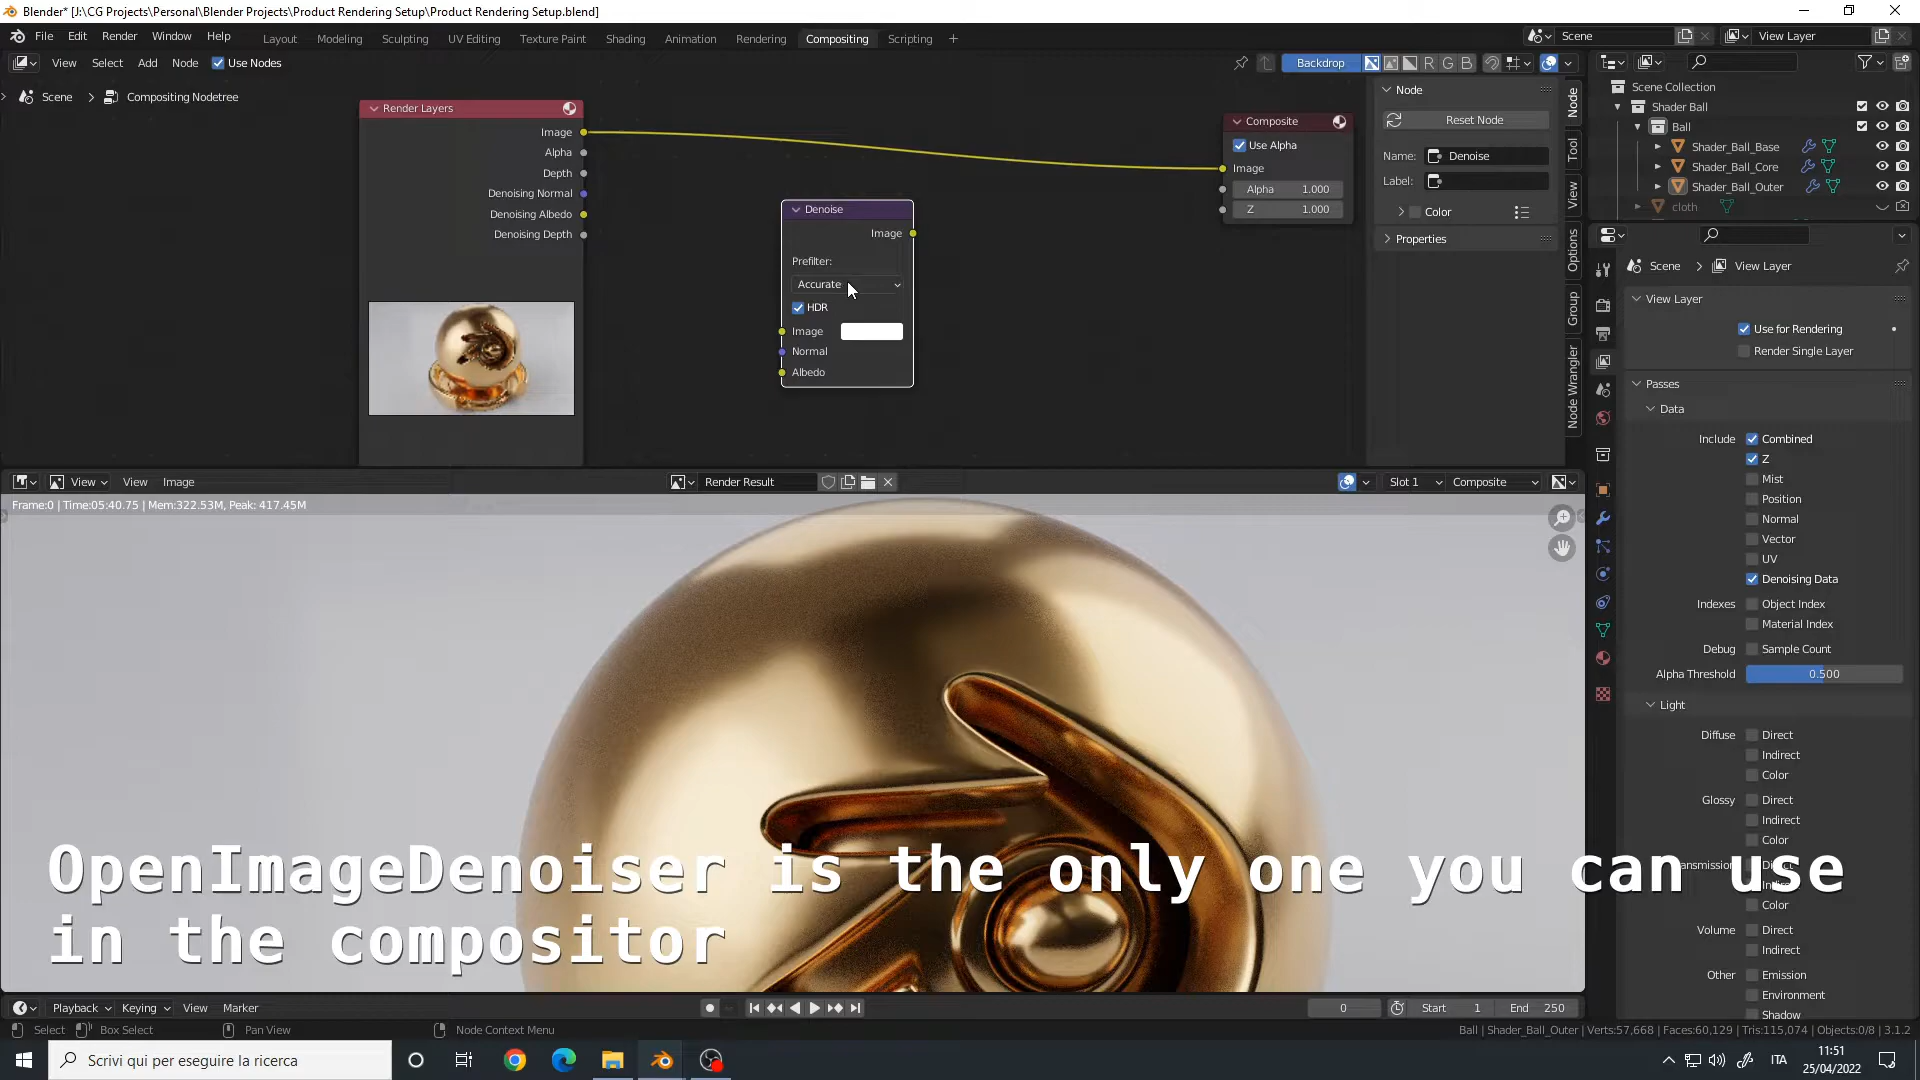 Blender* [J:\CG Projects\Personal\Blender Projects\Product Rendering Setup\Product Rendering Setup.blend]
File Edit Render Window Help Layout Modeling Sculpting UV Editing Texture Paint Shading Animation Rendering Compositing Scripting + Scene View Layer
View Select Add Node Use Nodes Backdrop R G B
Scene > Compositing Nodetree
Render Layers
Image
Alpha
Depth
Denoising Normal
Denoising Albedo
Denoising Depth
Denoise
Image
Prefilter:
Accurate
HDR
Image
Normal
Albedo
Composite
Use Alpha
Image
Alpha 1.000
Z 1.000
Node
Reset Node
Name: Denoise
Label:
Color
Properties
Node
Tool
View
Options
Group
Node Wrangler
Scene Collection
Shader Ball
Ball
Shader_Ball_Base
Shader_Ball_Core
Shader_Ball_Outer
cloth
Scene > View Layer
View Layer
Use for Rendering
Render Single Layer
Passes
Data
Include Combined
Z
Mist
Position
Normal
Vector
UV
Denoising Data
Indexes Object Index
Material Index
Debug Sample Count
Alpha Threshold 0.500
Light
Diffuse Direct
Indirect
Color
Glossy Direct
Indirect
Color
Color
Volume Direct
Indirect
Other Emission
Environment
Shadow
View View Image Render Result Slot 1 Composite
Frame:0 | Time:05:40.75 | Mem:322.53M, Peak: 417.45M
OpenImageDenoiser is the only one you can use
in the compositor
Playback Keying View Marker 0 Start 1 End 250
Select Box Select Pan View Node Context Menu Ball | Shader_Ball_Outer | Verts:57,668 | Faces:60,129 | Tris:115,074 | Objects:0/8 | 3.1.2
Scrivi qui per eseguire la ricerca
ITA
11:51
25/04/2022